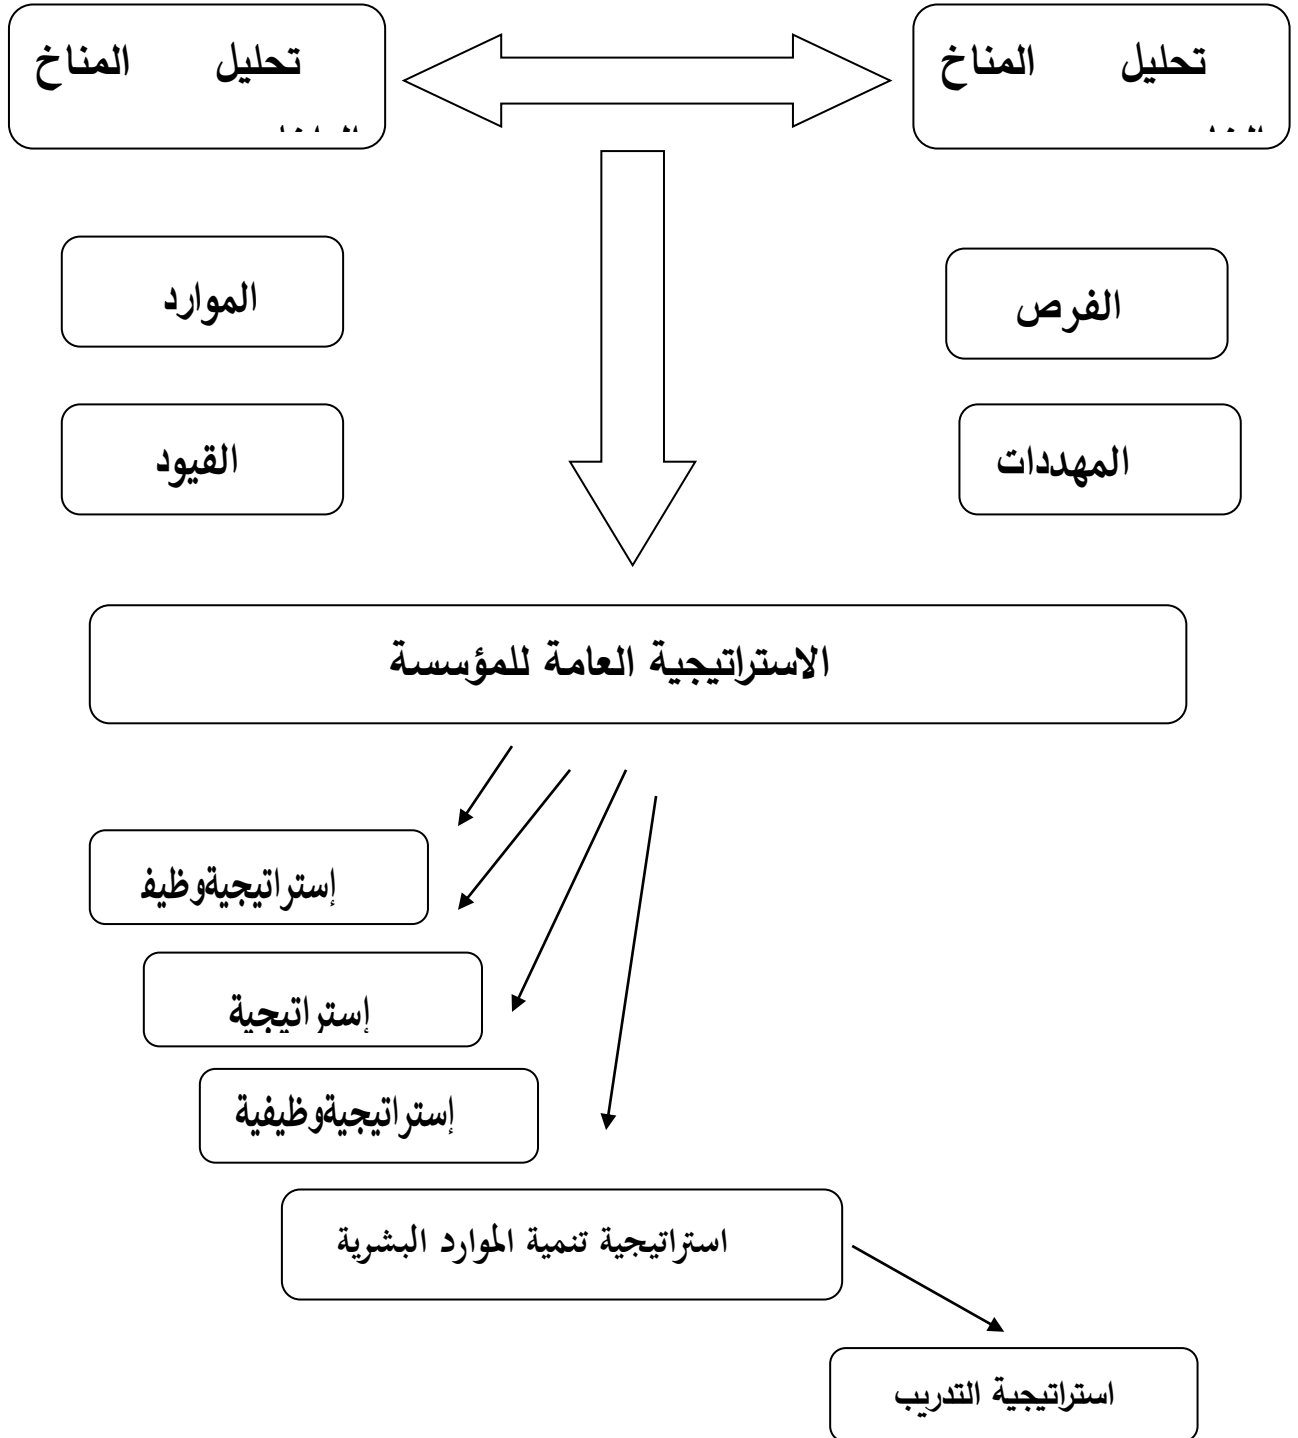 تحليل المناخ
تحليل المناخ
الفرص
الموارد
المهددات
القيود
الاستراتيجية العامة للمؤسسة
إستراتيجيةوظيف
إستراتيجية
إستراتيجيةوظيفية
استراتيجية تنمية الموارد البشرية
استراتيجية التدريب